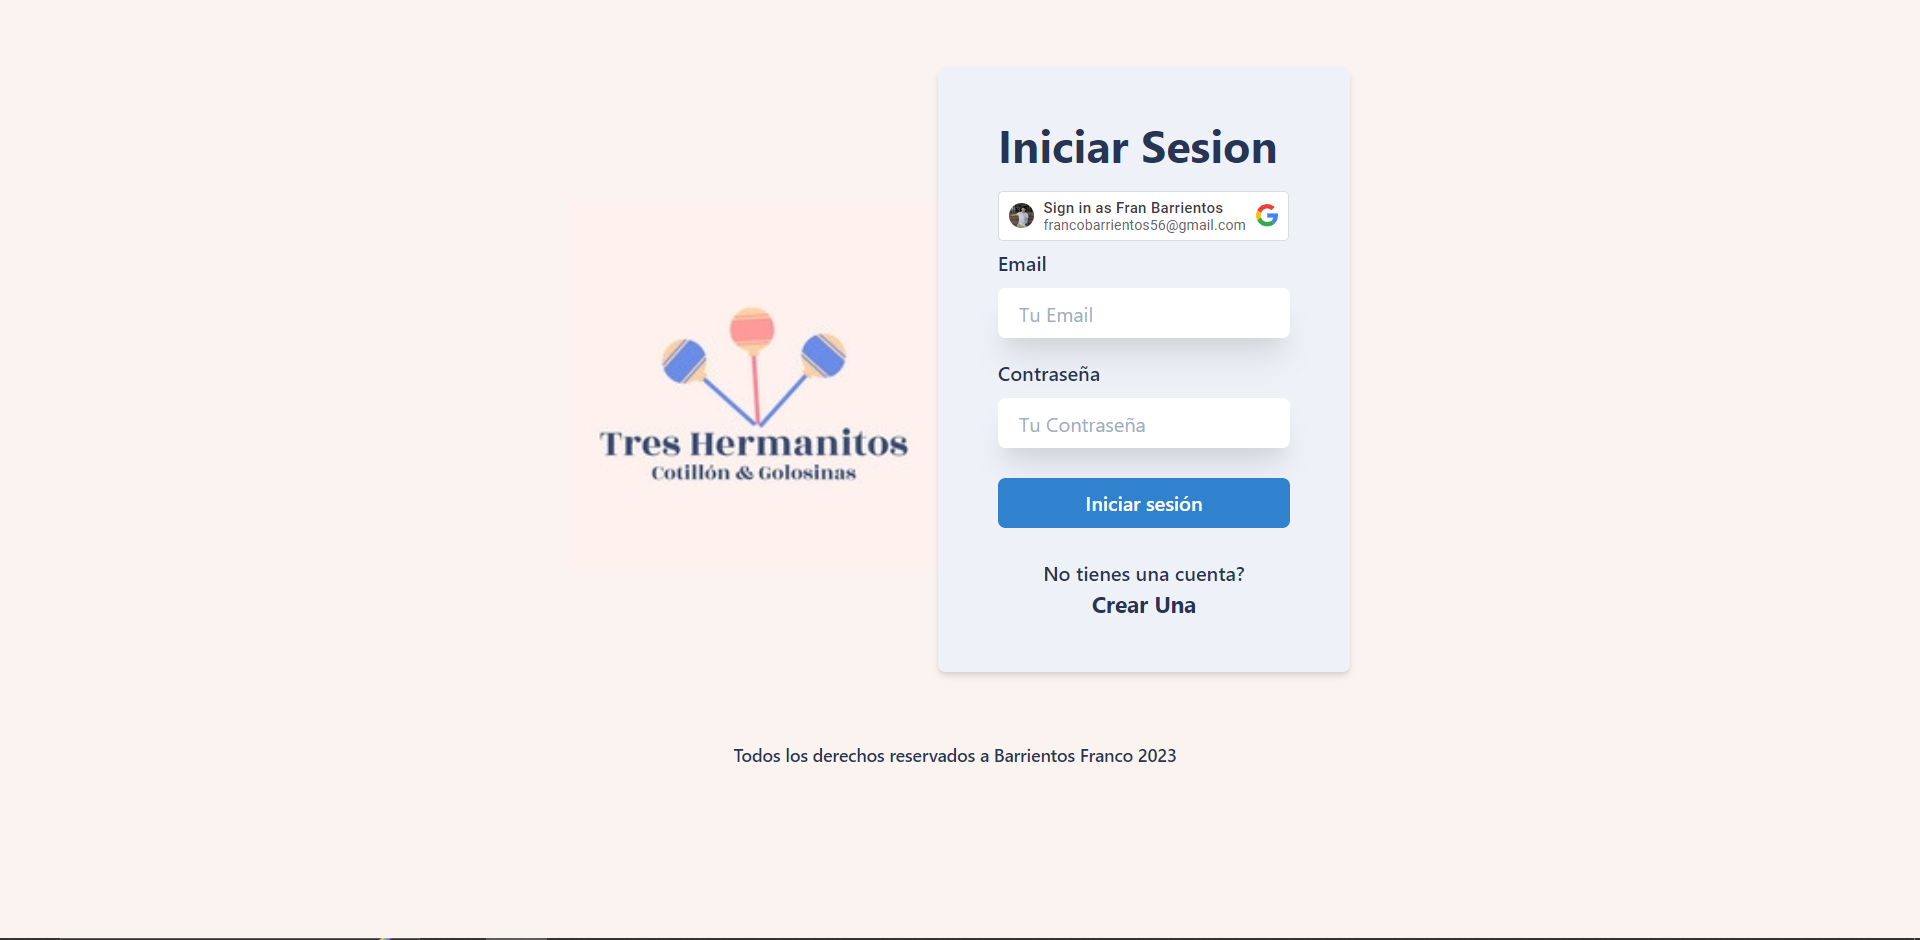 Tres Hermanitos
Cotillón & Golosinas
Iniciar Sesion
Sign in as Fran Barrientos
francobarrientos56@gmail.com
Email
Tu Email
Contraseña
Tu Contraseña
Iniciar sesión
No tienes una cuenta?
Crear Una
Todos los derechos reservados a Barrientos Franco 2023